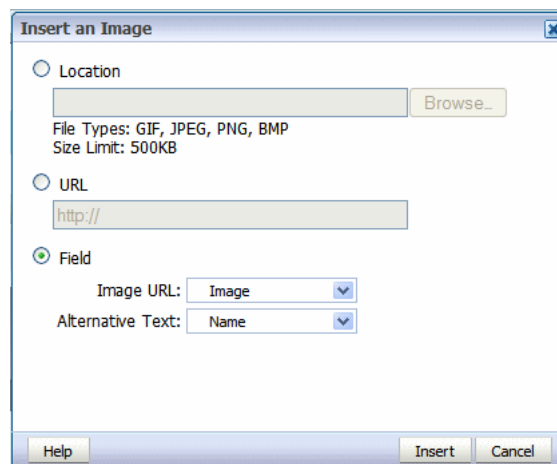 Insert an Image
Location
Browse...
File Types: GIF, JPEG, PNG, BMP
Size Limit: 500KB
URL
http://
Field
Image URL: Image
Alternative Text: Name
Help Insert Cancel